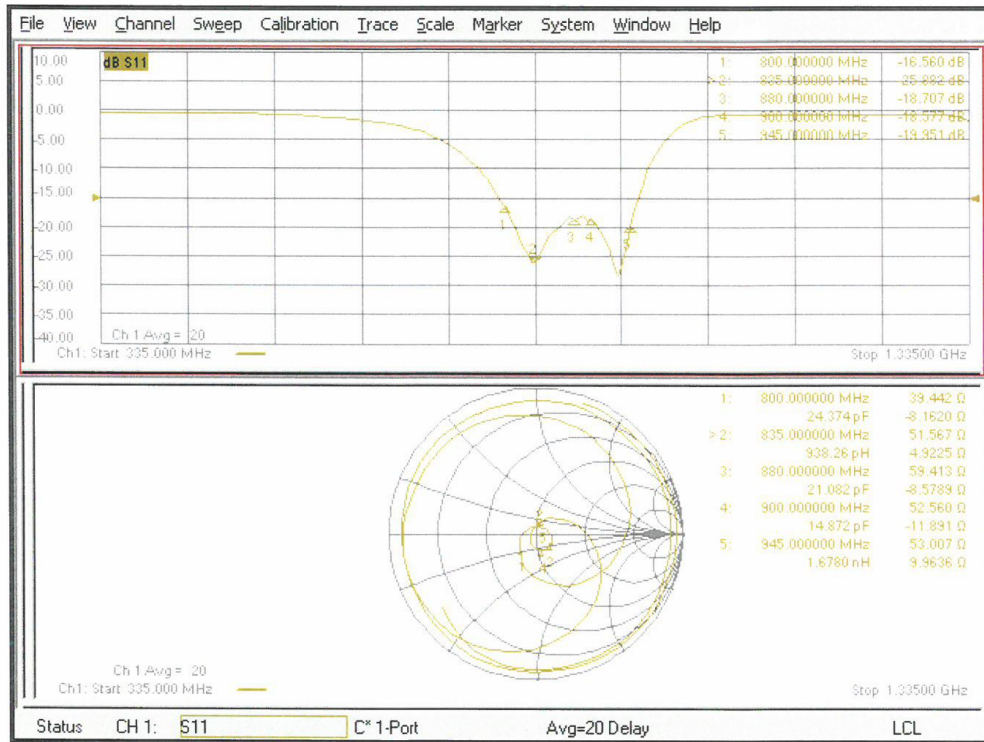 File View Channel Sweep Calibration Trace Scale Marker System Window Help
10.00
5.00
0.00
-5.00
-10.00
-15.00
-20.00
-25.00
-30.00
-35.00
-40.00
dB S11
1: 800.000000 MHz -16.560 dB
>2: 835.000000 MHz -25.882 dB
3: 880.000000 MHz -18.707 dB
4: 900.000000 MHz -18.577 dB
5: 945.000000 MHz -19.951 dB
1
2
3
4
5
Ch 1 Avg = 20
Ch1: Start 335.000 MHz
Stop 1.33500 GHz
1: 800.000000 MHz 39.442 Ω
24.374 pF -8.1620 Ω
>2: 835.000000 MHz 51.567 Ω
938.26 pH 4.9225 Ω
3: 880.000000 MHz 59.413 Ω
21.082 pF -8.5789 Ω
4: 900.000000 MHz 52.560 Ω
14.872 pF -11.891 Ω
5: 945.000000 MHz 53.007 Ω
1.6780 nH 9.9636 Ω
Ch 1 Avg = 20
Ch1: Start 335.000 MHz
Stop 1.33500 GHz
Status CH 1: S11 C* 1-Port Avg=20 Delay LCL